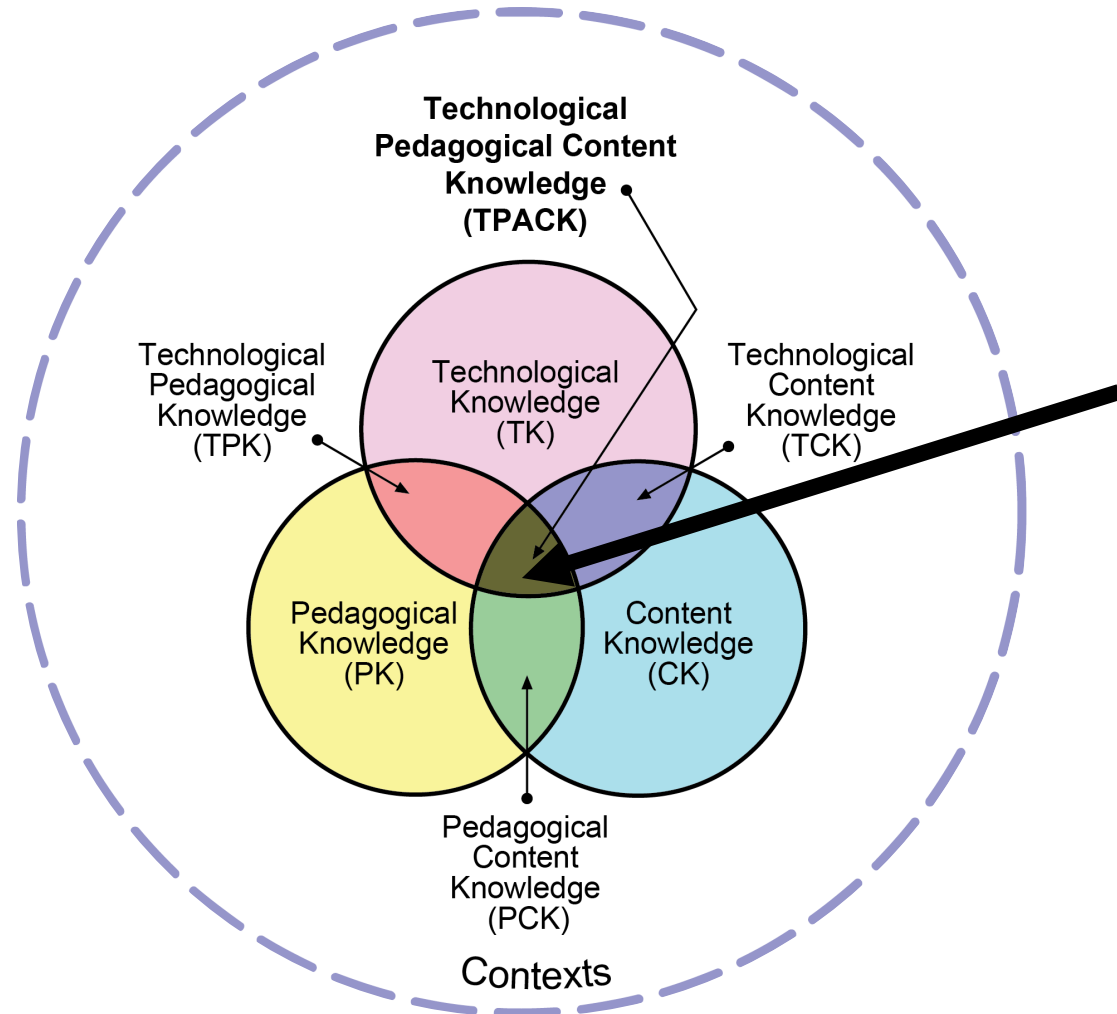 Technological
Pedagogical Content
Knowledge
(TPACK)
Technological
Pedagogical
Knowledge
(TPK)
Technological
Knowledge
(TK)
Technological
Content
Knowledge
(TCK)
Pedagogical
Knowledge
(PK)
Content
Knowledge
(CK)
Pedagogical
Content
Knowledge
(PCK)
Contexts